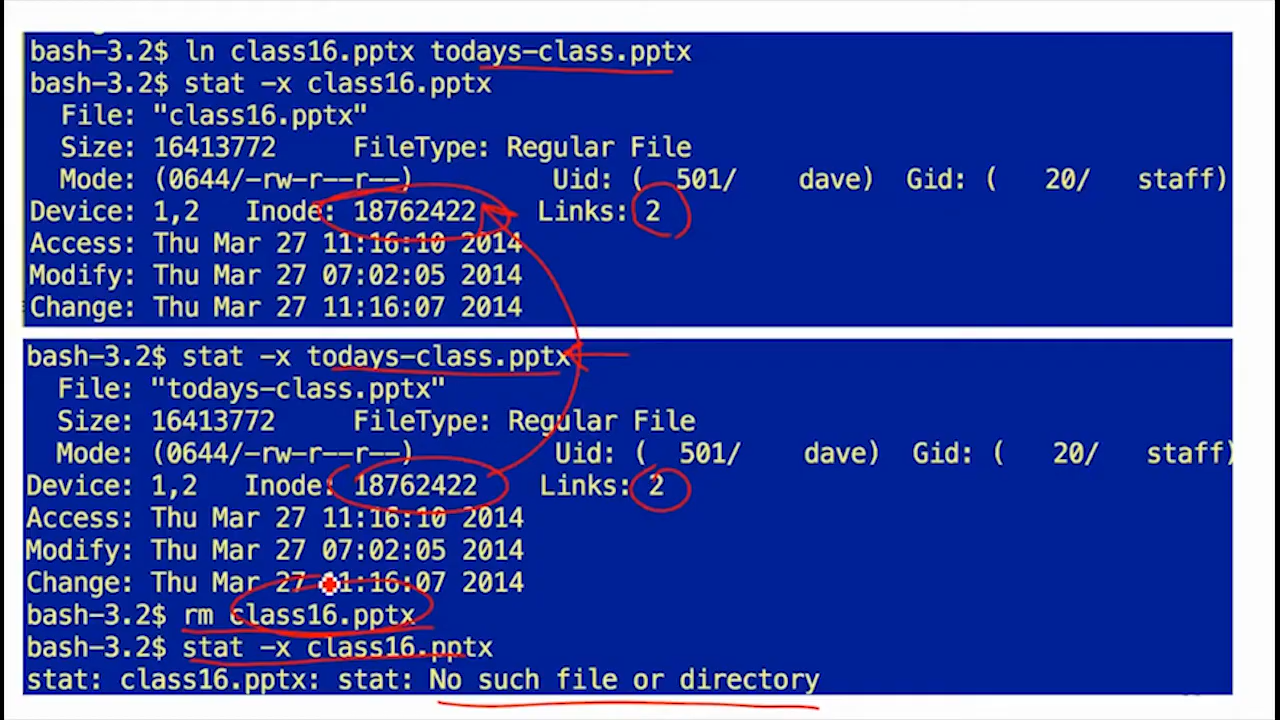 bash-3.2$ ln class16.pptx todays-class.pptx
bash-3.2$ stat -x class16.pptx
File: "class16.pptx"
Size: 16413772 FileType: Regular File
Mode: (0644/-rw-r--r--) Uid: ( 501/ dave) Gid: ( 20/ staff)
Device: 1,2 Inode: 18762422 Links: 2
Access: Thu Mar 27 11:16:10 2014
Modify: Thu Mar 27 07:02:05 2014
Change: Thu Mar 27 11:16:07 2014
bash-3.2$ stat -x todays-class.pptx
File: "todays-class.pptx"
Size: 16413772 FileType: Regular File
Mode: (0644/-rw-r--r--) Uid: ( 501/ dave) Gid: ( 20/ staff)
Device: 1,2 Inode: 18762422 Links: 2
Access: Thu Mar 27 11:16:10 2014
Modify: Thu Mar 27 07:02:05 2014
Change: Thu Mar 27 11:16:07 2014
bash-3.2$ rm class16.pptx
bash-3.2$ stat -x class16.pptx
stat: class16.pptx: stat: No such file or directory